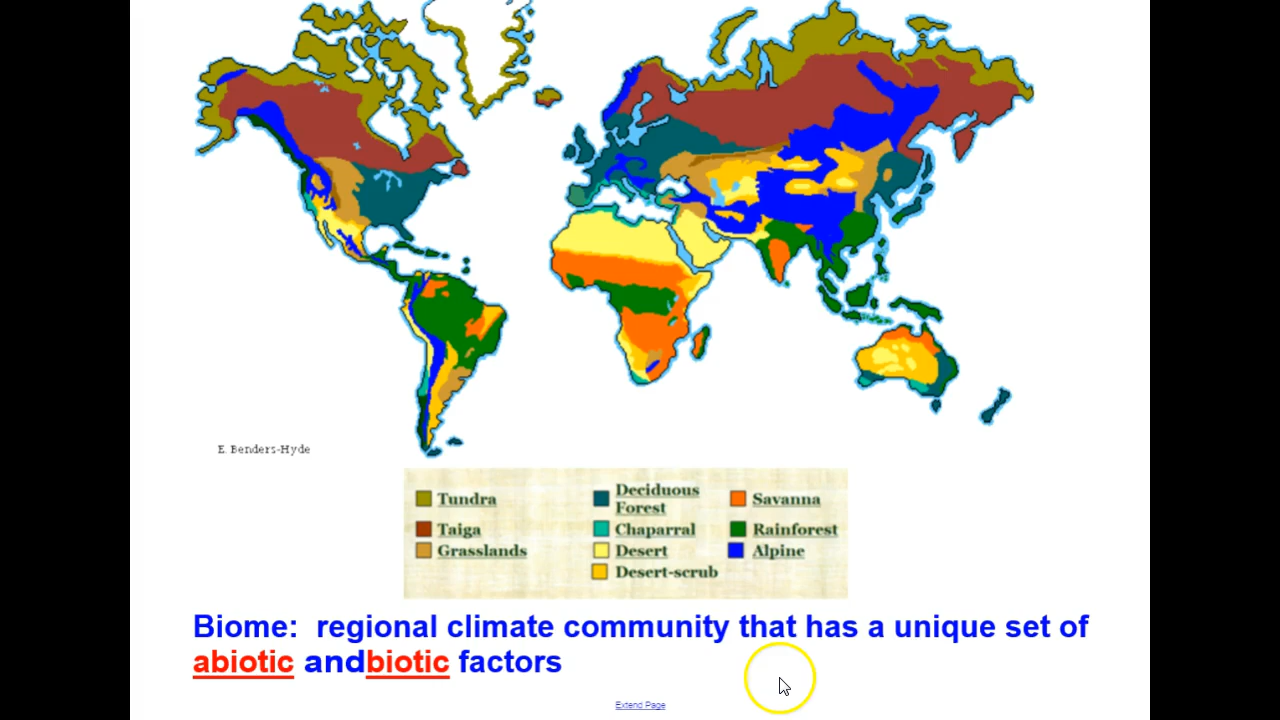 E. Benders-Hyde
Tundra
Taiga
Grasslands
Deciduous
Forest
Chaparral
Desert
Desert-scrub
Savanna
Rainforest
Alpine
Biome: regional climate community that has a unique set of
abiotic andbiotic factors
Extend Page